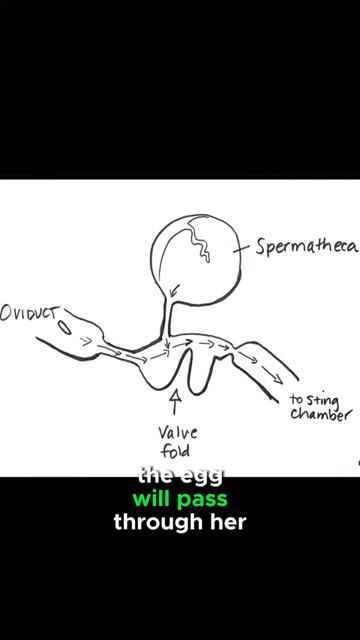 Spermatheca
OVIDUCT
to sting
chamber
Valve
fold
the egg
will pass
through her